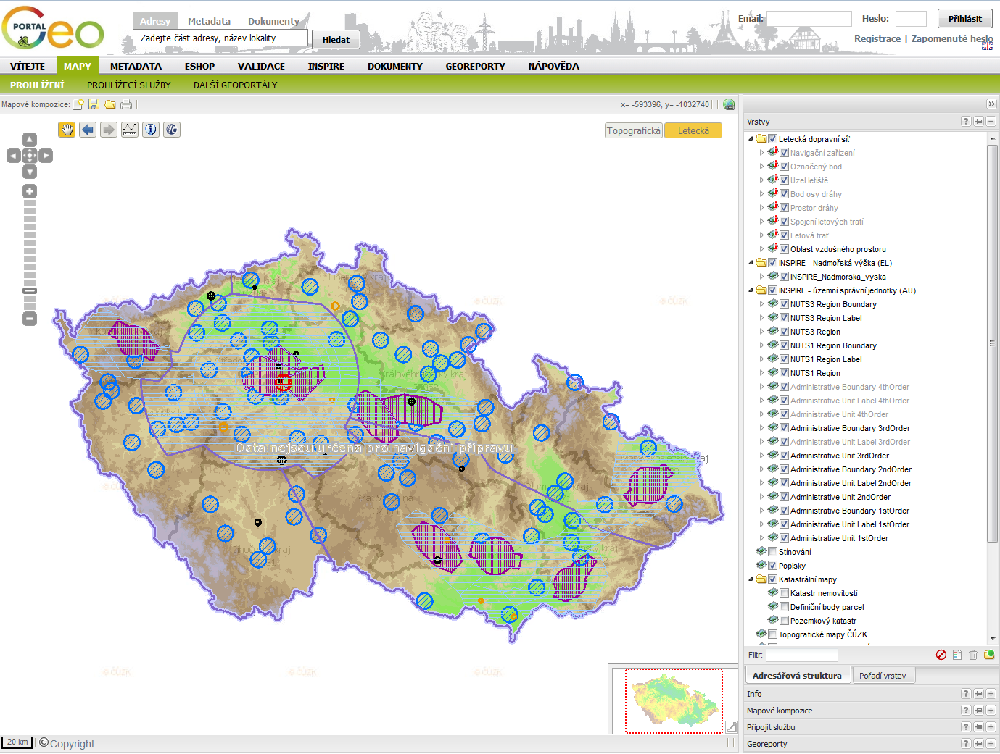 PORTAL
Geo
Adresy Metadata Dokumenty
Zadejte část adresy, název lokality
Hledat
Email:
Heslo:
Přihlásit
Registrace | Zapomenuté heslo
VÍTEJTE MAPY METADATA ESHOP VALIDACE INSPIRE DOKUMENTY GEOREPORTY NÁPOVĚDA
PROHLÍŽENÍ PROHLÍŽECÍ SLUŽBY DALŠÍ GEOPORTÁLY
Mapové kompozice:
x= -593396, y= -1032740
Topografická
Letecká
© ČÚZK
© ČÚZK
Data nejsou určena pro navigační přípravu.
Kraj Vysočina
© ČÚZK
© ČÚZK
© ČÚZK
20 km
© Copyright
Vrstvy
Letecká dopravní síť
Navigační zařízení
Označený bod
Uzel letiště
Bod osy dráhy
Prostor dráhy
Spojení letových tratí
Letová trať
Oblast vzdušného prostoru
INSPIRE - Nadmořská výška (EL)
INSPIRE_Nadmorska_vyska
INSPIRE - územní správní jednotky (AU)
NUTS3 Region Boundary
NUTS3 Region Label
NUTS3 Region
NUTS1 Region Boundary
NUTS1 Region Label
NUTS1 Region
Administrative Boundary 4thOrder
Administrative Unit Label 4thOrder
Administrative Unit 4thOrder
Administrative Boundary 3rdOrder
Administrative Unit Label 3rdOrder
Administrative Unit 3rdOrder
Administrative Boundary 2ndOrder
Administrative Unit Label 2ndOrder
Administrative Unit 2ndOrder
Administrative Boundary 1stOrder
Administrative Unit Label 1stOrder
Administrative Unit 1stOrder
Stínování
Popisky
Katastrální mapy
Katastr nemovitostí
Definiční body parcel
Pozemkový katastr
Topografické mapy ČÚZK
Filtr:
Adresářová struktura
Pořadí vrstev
Info
Mapové kompozice
Připojit službu
Georeporty